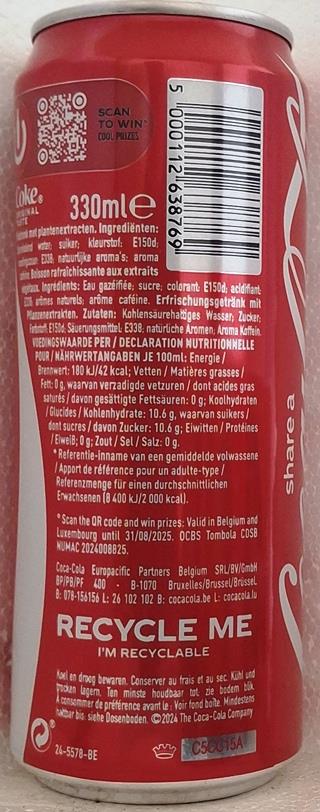 SCAN
TO WIN*
COOL PRIZES
Coke®
ORIGINAL
TASTE
330ml e
5 000112 638769
met plantenextracten. Ingrediënten:
water; suiker; kleurstof: E150d;
E338; natuurlijke aroma's; aroma
Boisson rafraîchissante aux extraits
végétaux. Ingrédients: Eau gazéifiée; sucre; colorant: E150d; acidifiant:
E338; arômes naturels; arôme caféine. Erfrischungsgetränk mit
Pflanzenextrakten. Zutaten: Kohlensäurehaltiges Wasser; Zucker;
Farbstoff: E150d, Säuerungsmittel: E338, natürliche Aromen, Aroma Koffein.
VOEDINGSWAARDE PER / DECLARATION NUTRITIONNELLE
POUR / NÄHRWERTANGABEN JE 100ml: Energie /
Brennwert: 180 kJ/42 kcal; Vetten / Matières grasses /
Fett: 0 g, waarvan verzadigde vetzuren / dont acides gras
saturés / davon gesättigte Fettsäuren: 0 g; Koolhydraten
/ Glucides / Kohlenhydrate: 10.6 g, waarvan suikers /
dont sucres / davon Zucker: 10.6 g; Eiwitten / Protéines
/ Eiweiß: 0 g; Zout / Sel / Salz: 0 g.
*Referentie-inname van een gemiddelde volwassene
/ Apport de référence pour un adulte-type /
Referenzmenge für einen durchschnittlichen
Erwachsenen (8 400 kJ/2 000 kcal).
*Scan the QR code and win prizes: Valid in Belgium and
Luxembourg until 31/08/2025. OCBS Tombola CDSB
NUMAC 2024008825.
Coca-Cola Europacific Partners Belgium SRL/BV/GmbH
BP/PB/PF 400 - B-1070 Bruxelles/Brussel/Brüssel.
B: 078-156156 L: 26 102 102 B: cocacola.be L: cocacola.lu
RECYCLE ME
I'M RECYCLABLE
Koel en droog bewaren. Conserver au frais et au sec. Kühl und
trocken lagern. Ten minste houdbaar tot: zie bodem blik.
A consommer de préférence avant le: Voir fond boîte. Mindestens
haltbar bis: siehe Dosenboden. ©2024 The Coca-Cola Company
24-5578-BE
share a